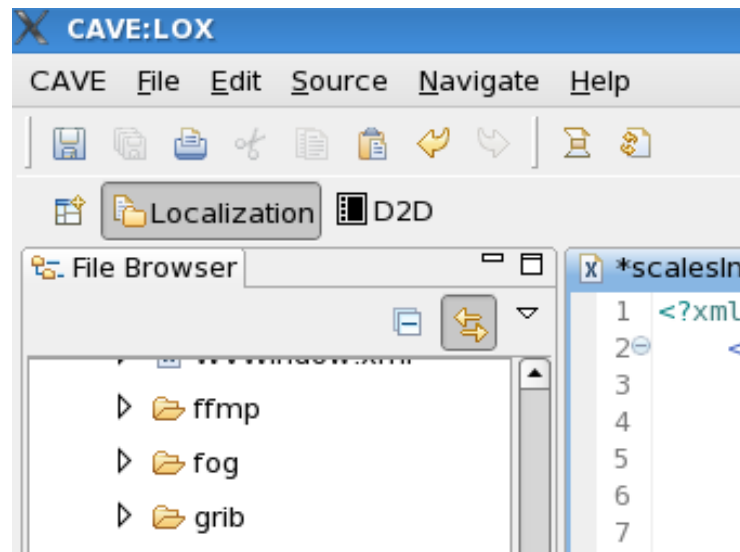 CAVE:LOX
CAVE File Edit Source Navigate Help
Localization D2D
File Browser
*scalesIn
1 <?xml
2 <
3
4
5
6
7
ffmp
fog
grib